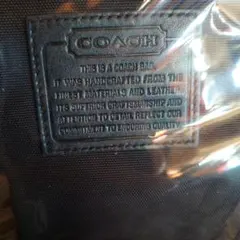 COACH
THIS IS A COACH BAG.
IT WAS HANDCRAFTED FROM THE
FINEST MATERIALS AND LEATHER
ITS SUPERIOR CRAFTSMANSHIP AND
ATTENTION TO DETAIL REFLECT OUR
COMMITMENT TO ENDURING QUALITY